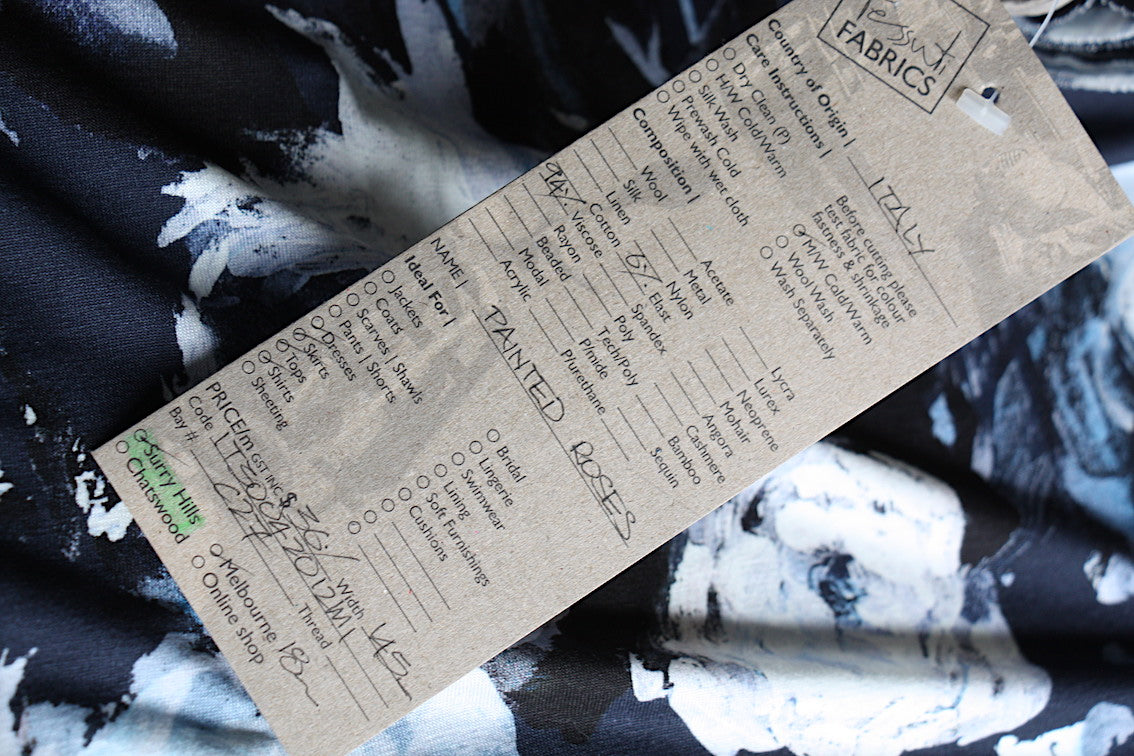 Tessuti
FABRICS
Country of Origin | ITALY
Care Instructions |
Before cutting please
test fabric for colour
fastness & shrinkage
Dry Clean (P)
H/W Cold/Warm
Silk Wash
Prewash Cold
Wipe with wet cloth
M/W Cold/Warm
Wool Wash
Wash Separately
Composition |
Wool
Silk
Linen
Cotton
94% Viscose
Rayon
Beaded
Modal
Acrylic
Acetate
Metal
Nylon
6% Elast
Spandex
Poly
Tech/Poly
P/mide
P/urethane
Lycra
Lurex
Neoprene
Mohair
Angora
Cashmere
Bamboo
Sequin
NAME | PAINTED ROSES
Ideal For |
Jackets
Coats
Scarves | Shawls
Pants | Shorts
Dresses
Skirts
Tops
Shirts
Sheeting
Bridal
Lingerie
Swimwear
Lining
Soft Furnishings
Cushions
PRICE/m GST INC $36./ Width 145
Code
Bay # C27 Thread 18m
Surry Hills
Chatswood
Melbourne
Online shop